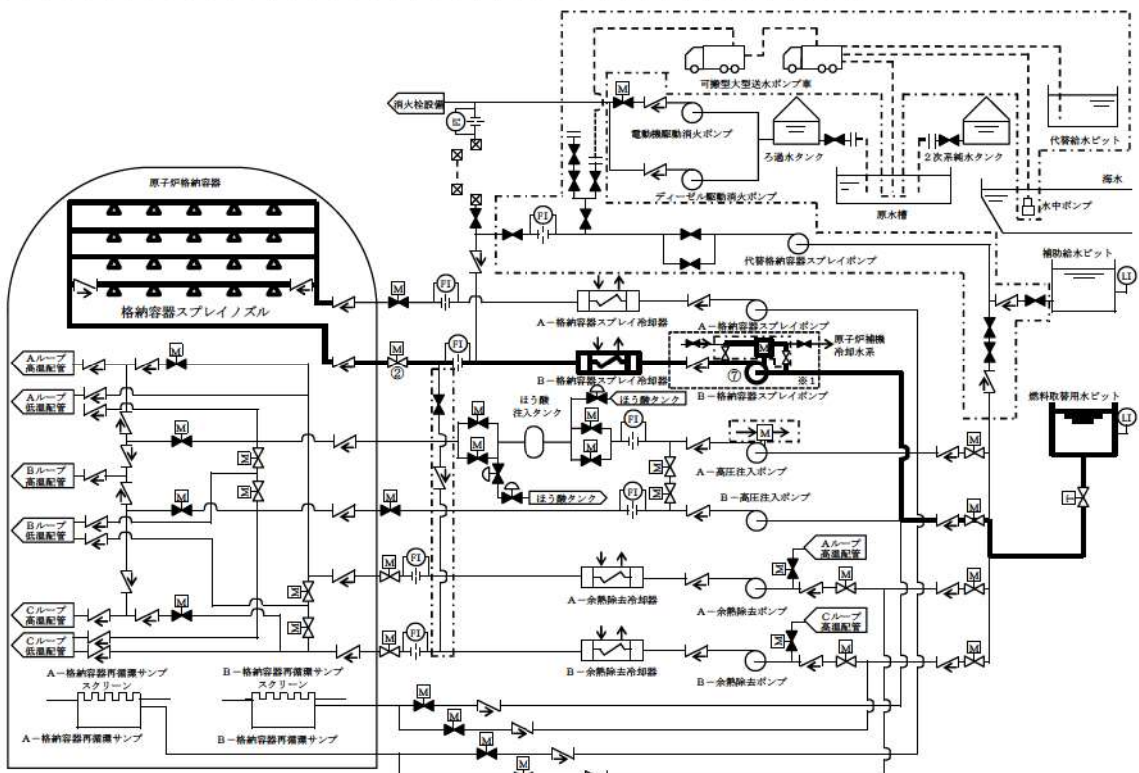 可搬型大型送水ポンプ車
消火栓設備
FI
M
電動機駆動消火ポンプ
ろ過水タンク
2次系純水タンク
代替給水ピット
ディーゼル駆動消火ポンプ
原水槽
海水
水中ポンプ
原子炉格納容器
FI
代替格納容器スプレイポンプ
補助給水ピット
LI
M
FI
格納容器スプレイノズル
A-格納容器スプレイ冷却器
A-格納容器スプレイポンプ
原子炉補機
冷却水系
M
M
②
FI
B-格納容器スプレイ冷却器
⑦
※1
B-格納容器スプレイポンプ
Aループ
高温配管
M
Aループ
低温配管
ほう酸
注入タンク
ほう酸タンク
燃料取替用水ピット
LI
M
M
M
M
FI
M
A-高圧注入ポンプ
M
M
M
Bループ
高温配管
M
M
M
ほう酸タンク
FI
B-高圧注入ポンプ
M
M
Bループ
低温配管
M
Aループ
高温配管
M
FI
A-余熱除去冷却器
A-余熱除去ポンプ
M
M
M
Cループ
高温配管
M
M
M
Cループ
高温配管
Cループ
低温配管
M
FI
B-余熱除去冷却器
B-余熱除去ポンプ
M
M
M
A-格納容器再循環サンプ
スクリーン
B-格納容器再循環サンプ
スクリーン
M
M
A-格納容器再循環サンプ
B-格納容器再循環サンプ
M
M